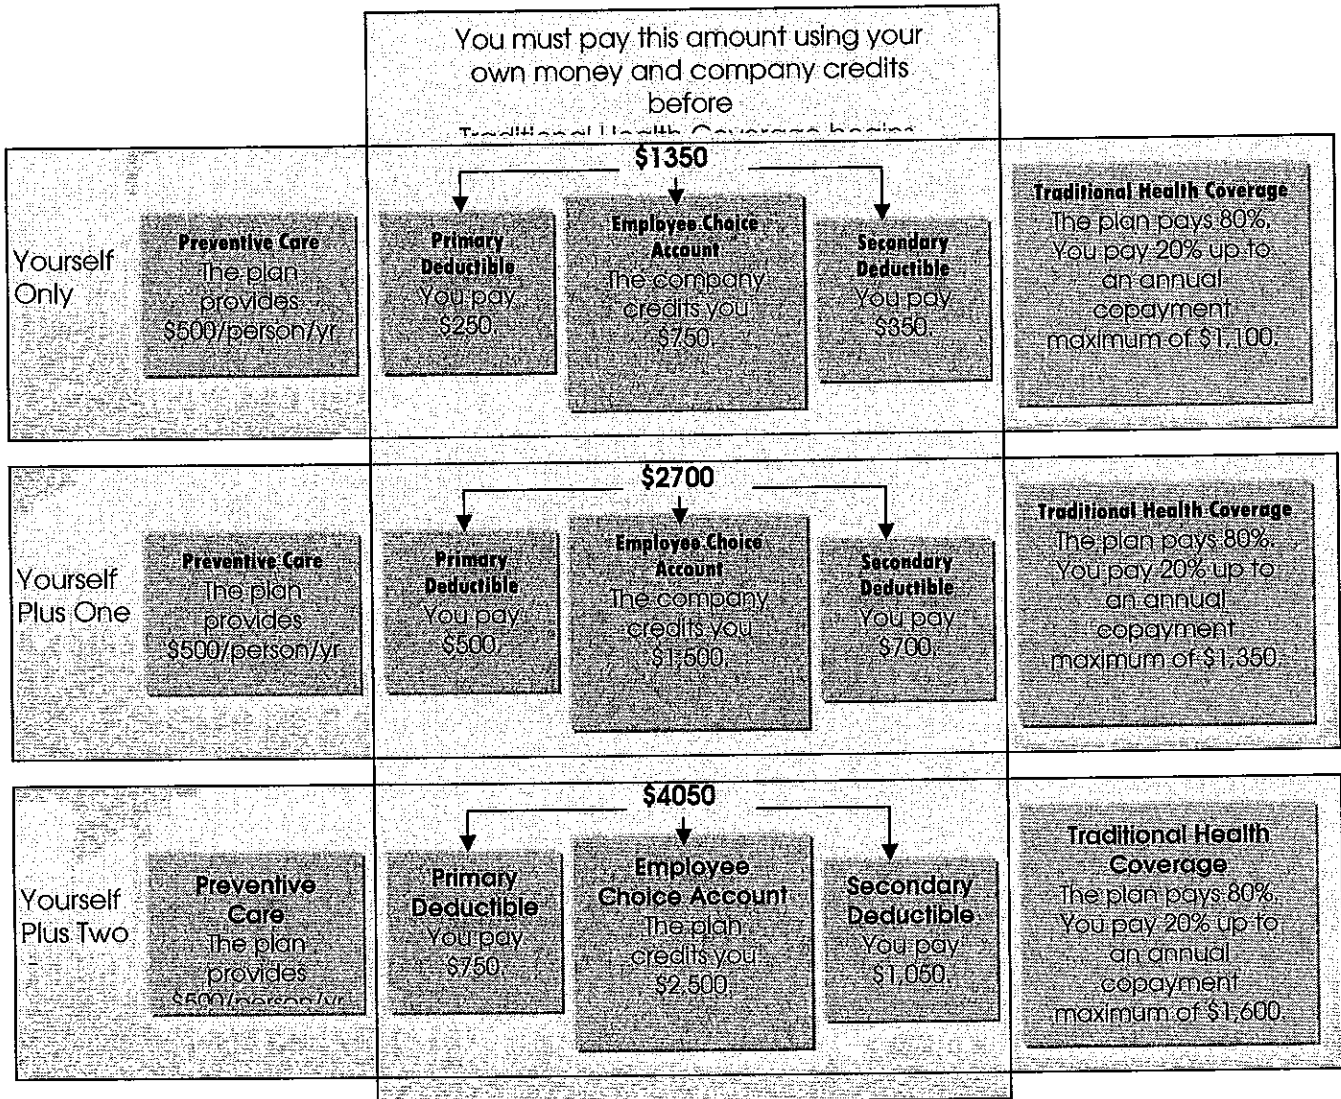 You must pay this amount using your
own money and company credits
before
Traditional Health Coverage begins
$1350
Yourself
Only
Preventive Care
The plan
provides
$500/person/yr
Primary
Deductible
You pay
$250.
Employee Choice
Account
The company
credits you
$750.
Secondary
Deductible
You pay
$350.
Traditional Health Coverage
The plan pays 80%.
You pay 20% up to
an annual
copayment
maximum of $1,100.
$2700
Yourself
Plus One
Preventive Care
The plan
provides
$500/person/yr
Primary
Deductible
You pay
$500.
Employee Choice
Account
The company
credits you
$1,500.
Secondary
Deductible
You pay
$700.
Traditional Health Coverage
The plan pays 80%.
You pay 20% up to
an annual
copayment
maximum of $1,350.
$4050
Yourself
Plus Two
Preventive
Care
The plan
provides
$500/person/yr
Primary
Deductible
You pay
$750.
Employee
Choice Account
The plan
credits you
$2,500.
Secondary
Deductible
You pay
$1,050.
Traditional Health
Coverage
The plan pays 80%.
You pay 20% up to
an annual
copayment
maximum of $1,600.